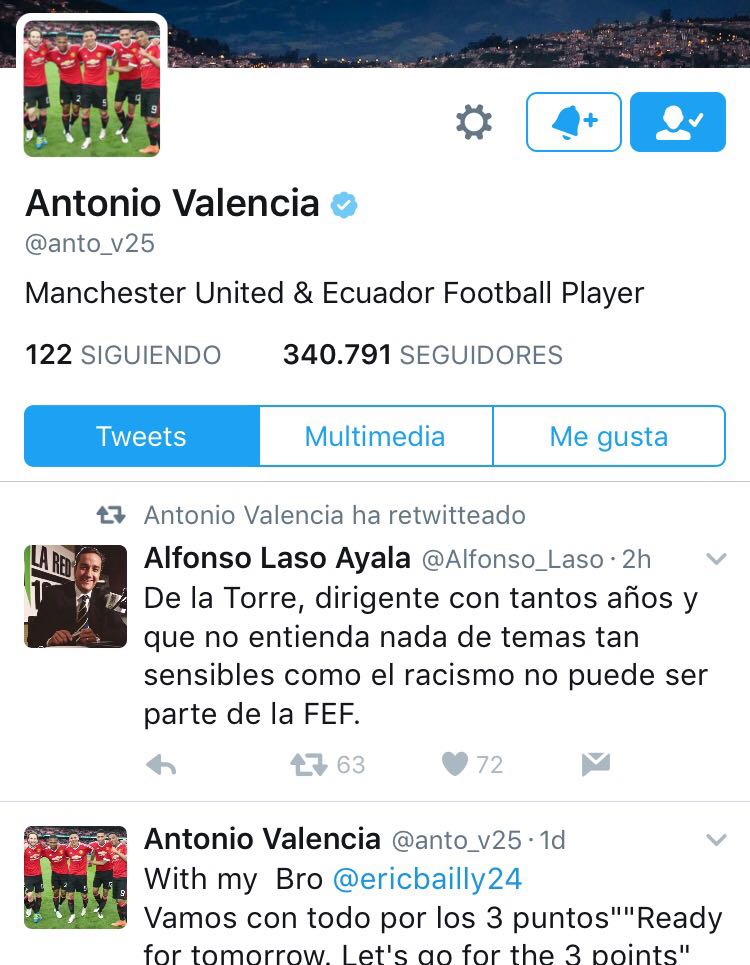 Antonio Valencia
@anto_v25
Manchester United & Ecuador Football Player
122 SIGUIENDO 340.791 SEGUIDORES
Tweets Multimedia Me gusta
Antonio Valencia ha retwitteado
Alfonso Laso Ayala @Alfonso_Laso · 2h
LA RED
De la Torre, dirigente con tantos años y
que no entienda nada de temas tan
sensibles como el racismo no puede ser
parte de la FEF.
63 72
Antonio Valencia @anto_v25 · 1d
With my Bro @ericbailly24
Vamos con todo por los 3 puntos""Ready
for tomorrow. Let's go for the 3 points"